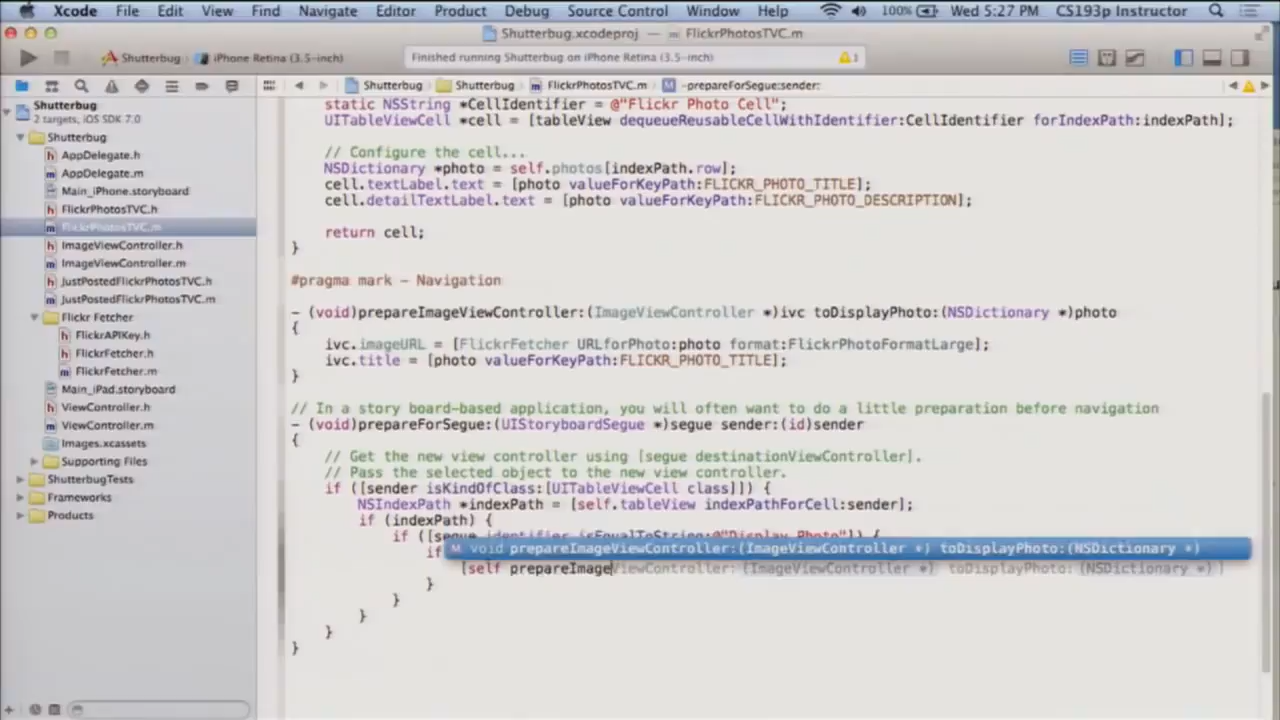 Xcode File Edit View Find Navigate Editor Product Debug Source Control Window Help 100% Wed 5:27 PM CS193p Instructor
Shutterbug.xcodeproj — FlickrPhotosTVC.m
Shutterbug iPhone Retina (3.5-inch) Finished running Shutterbug on iPhone Retina (3.5-inch) 1
Shutterbug Shutterbug FlickrPhotosTVC.m -prepareForSegue:sender:
Shutterbug
2 targets, iOS SDK 7.0
Shutterbug
AppDelegate.h
AppDelegate.m
Main_iPhone.storyboard
FlickrPhotosTVC.h
FlickrPhotosTVC.m
ImageViewController.h
ImageViewController.m
JustPostedFlickrPhotosTVC.h
JustPostedFlickrPhotosTVC.m
Flickr Fetcher
FlickrAPIKey.h
FlickrFetcher.h
FlickrFetcher.m
Main_iPad.storyboard
ViewController.h
ViewController.m
Images.xcassets
Supporting Files
ShutterbugTests
Frameworks
Products
static NSString *CellIdentifier = @"Flickr Photo Cell";
UITableViewCell *cell = [tableView dequeueReusableCellWithIdentifier:CellIdentifier forIndexPath:indexPath];
// Configure the cell...
NSDictionary *photo = self.photos[indexPath.row];
cell.textLabel.text = [photo valueForKeyPath:FLICKR_PHOTO_TITLE];
cell.detailTextLabel.text = [photo valueForKeyPath:FLICKR_PHOTO_DESCRIPTION];
return cell;
}
#pragma mark - Navigation
- (void)prepareImageViewController:(ImageViewController *)ivc toDisplayPhoto:(NSDictionary *)photo
{
ivc.imageURL = [FlickrFetcher URLforPhoto:photo format:FlickrPhotoFormatLarge];
ivc.title = [photo valueForKeyPath:FLICKR_PHOTO_TITLE];
}
// In a story board-based application, you will often want to do a little preparation before navigation
- (void)prepareForSegue:(UIStoryboardSegue *)segue sender:(id)sender
{
// Get the new view controller using [segue destinationViewController].
// Pass the selected object to the new view controller.
if ([sender isKindOfClass:[UITableViewCell class]]) {
NSIndexPath *indexPath = [self.tableView indexPathForCell:sender];
if (indexPath) {
if ([segue.identifier isEqualToString:@"Display Photo"]) {
if
M void prepareImageViewController:(ImageViewController *) toDisplayPhoto:(NSDictionary *)
[self prepareImageViewController:(ImageViewController *) toDisplayPhoto:(NSDictionary *)]
}
}
}
}
}